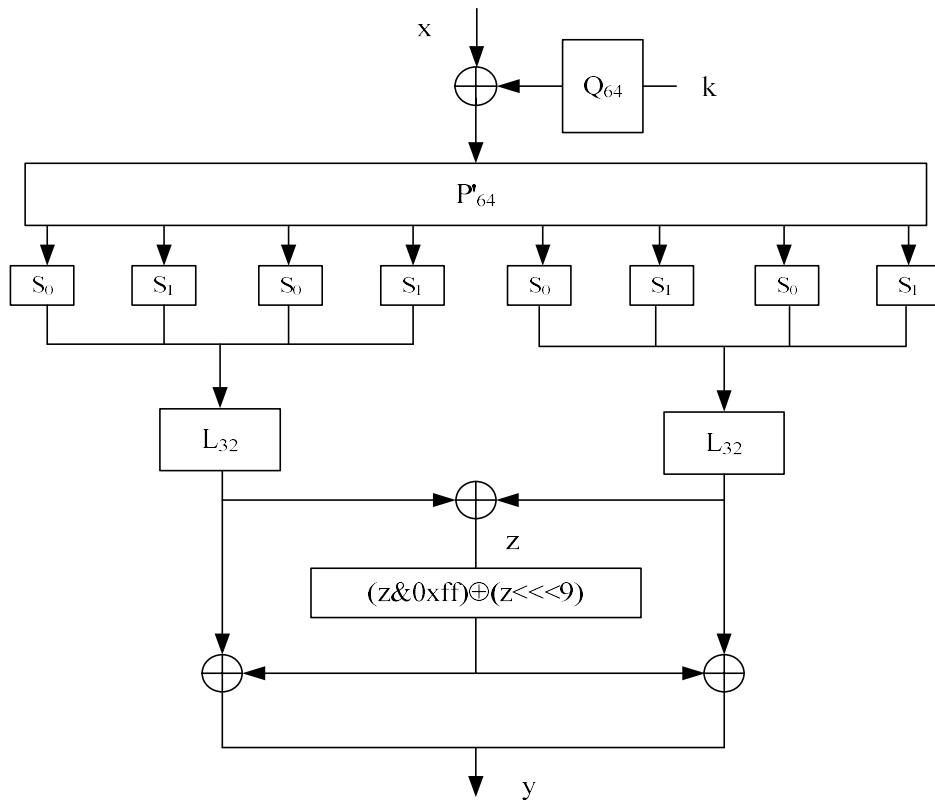 x
Q₆₄
k
P'₆₄
S₀ S₁ S₀ S₁ S₀ S₁ S₀ S₁
L₃₂ L₃₂
z
(z&0xff)⊕(z<<<9)
y